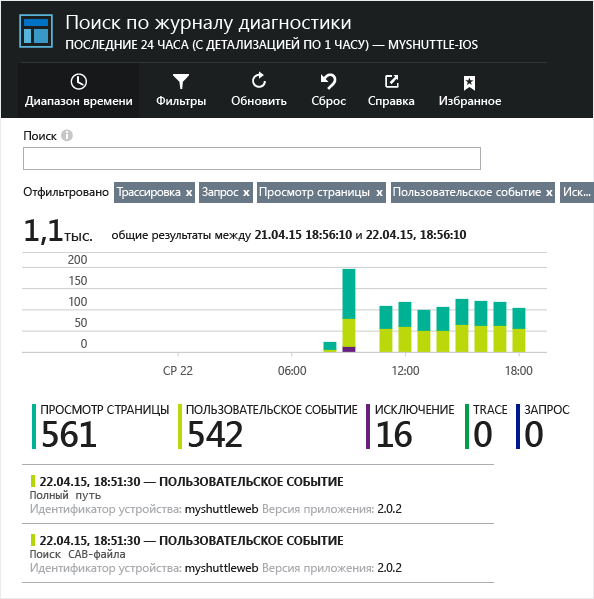 Поиск по журналу диагностики
ПОСЛЕДНИЕ 24 ЧАСА (С ДЕТАЛИЗАЦИЕЙ ПО 1 ЧАСУ) — MYSHUTTLE-IOS
Диапазон времени Фильтры Обновить Сброс Справка Избранное
Поиск
Отфильтровано Трассировка x Запрос x Просмотр страницы x Пользовательское событие x Иск...
1,1тыс. общие результаты между 21.04.15 18:56:10 и 22.04.15, 18:56:10
200
150
100
50
0
СР 22 06:00 12:00 18:00
ПРОСМОТР СТРАНИЦЫ ПОЛЬЗОВАТЕЛЬСКОЕ СОБЫТИЕ ИСКЛЮЧЕНИЕ TRACE ЗАПРОС
561 542 16 0 0
22.04.15, 18:51:30 — ПОЛЬЗОВАТЕЛЬСКОЕ СОБЫТИЕ
Полный путь
Идентификатор устройства: myshuttleweb Версия приложения: 2.0.2
22.04.15, 18:51:30 — ПОЛЬЗОВАТЕЛЬСКОЕ СОБЫТИЕ
Поиск CAB-файла
Идентификатор устройства: myshuttleweb Версия приложения: 2.0.2